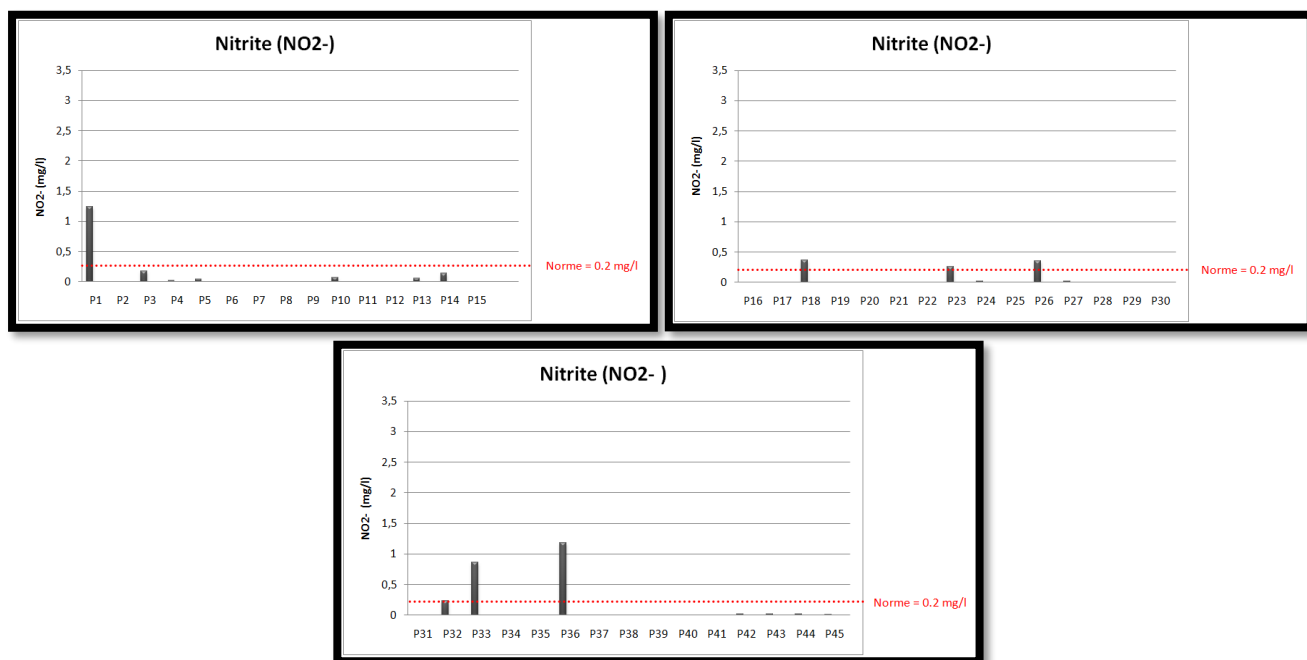 Nitrite (NO2-)
3,5
3
2,5
2
1,5
1
0,5
0
NO2- (mg/l)
Norme = 0.2 mg/l
P1 P2 P3 P4 P5 P6 P7 P8 P9 P10 P11 P12 P13 P14 P15
Nitrite (NO2-)
3,5
3
2,5
2
1,5
1
0,5
0
NO2- (mg/l)
Norme = 0.2 mg/l
P16 P17 P18 P19 P20 P21 P22 P23 P24 P25 P26 P27 P28 P29 P30
Nitrite (NO2- )
3,5
3
2,5
2
1,5
1
0,5
0
NO2- (mg/l)
Norme = 0.2 mg/l
P31 P32 P33 P34 P35 P36 P37 P38 P39 P40 P41 P42 P43 P44 P45